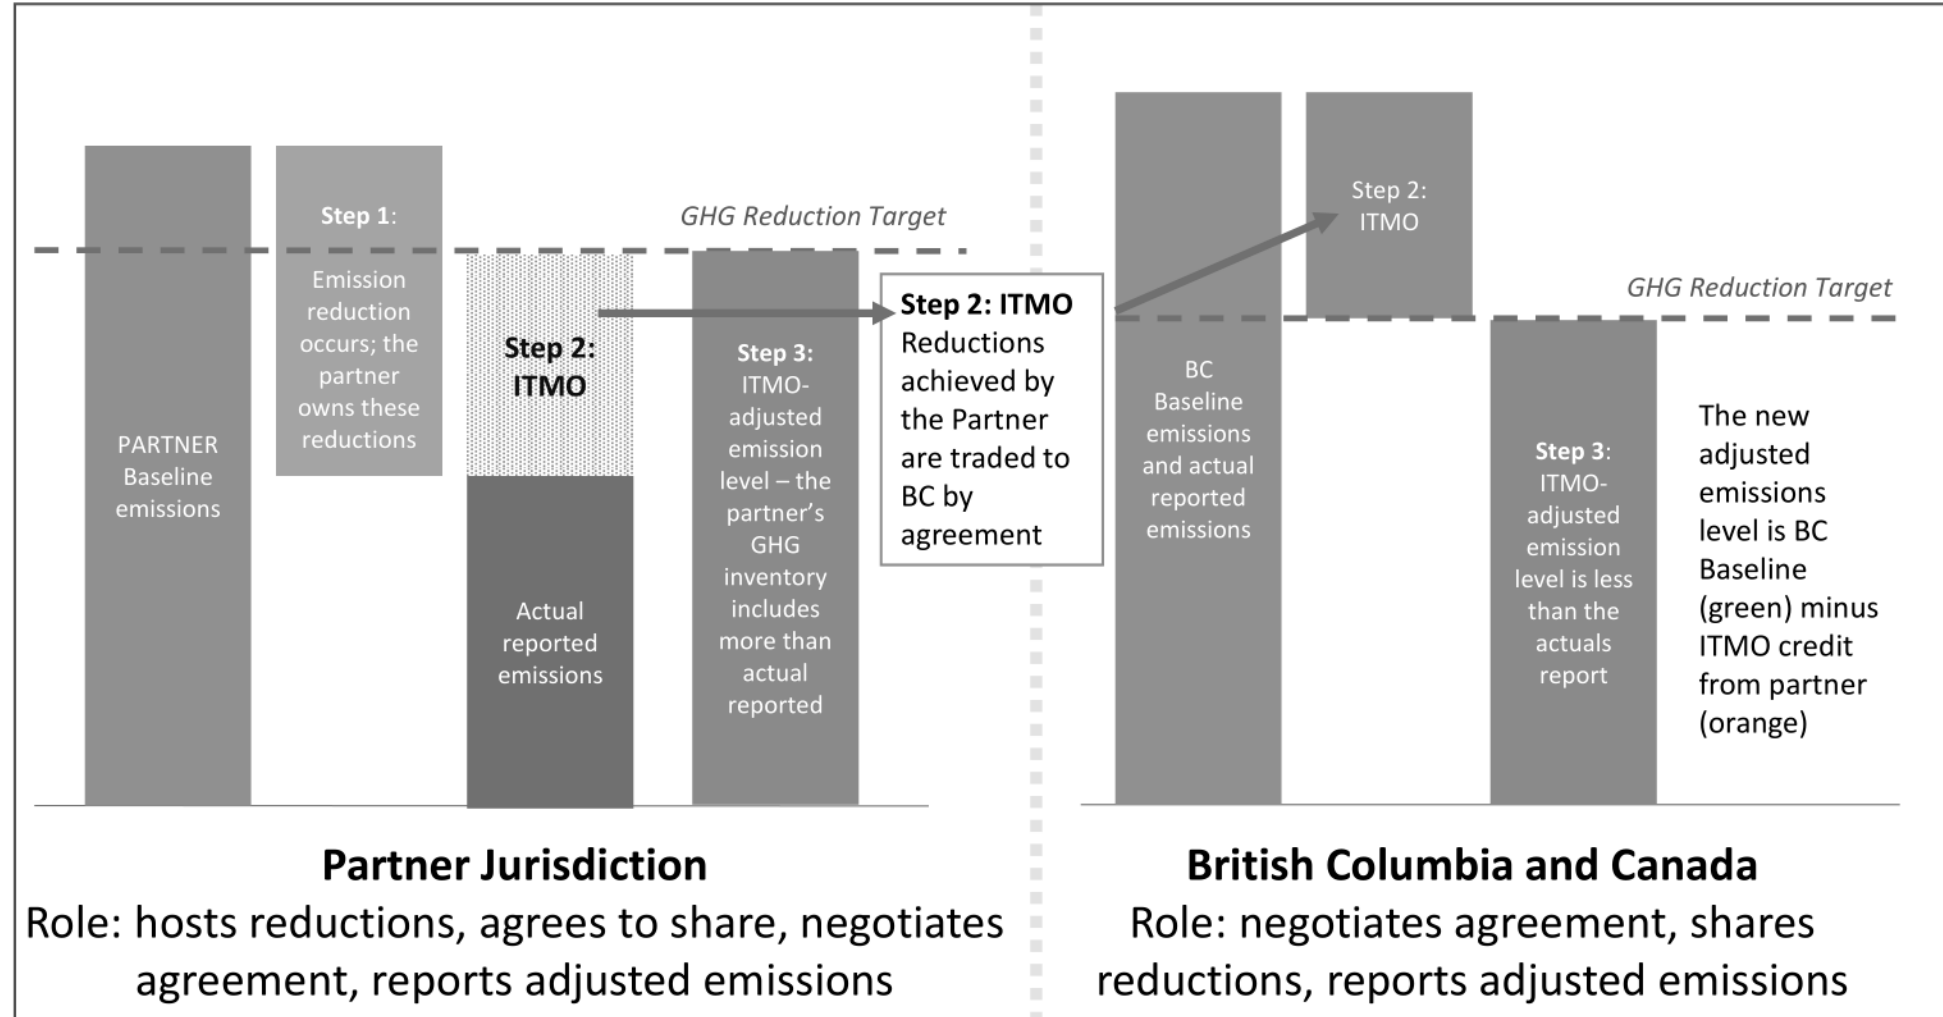 PARTNER
Baseline
emissions
Step 1:
Emission
reduction
occurs; the
partner
owns these
reductions
Step 2:
ITMO
Actual
reported
emissions
GHG Reduction Target
Step 3:
ITMO-
adjusted
emission
level – the
partner's
GHG
inventory
includes
more than
actual
reported
Step 2: ITMO
Reductions
achieved by
the Partner
are traded to
BC by
agreement
Partner Jurisdiction
Role: hosts reductions, agrees to share, negotiates
agreement, reports adjusted emissions
BC
Baseline
emissions
and actual
reported
emissions
Step 2:
ITMO
GHG Reduction Target
Step 3:
ITMO-
adjusted
emission
level is less
than the
actuals
report
The new
adjusted
emissions
level is BC
Baseline
(green) minus
ITMO credit
from partner
(orange)
British Columbia and Canada
Role: negotiates agreement, shares
reductions, reports adjusted emissions